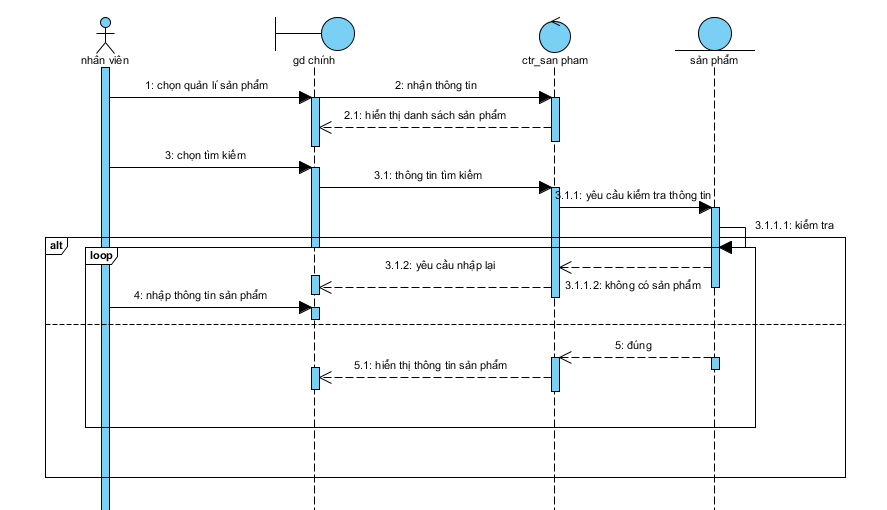 nhân viên
gd chính
ctr_san pham
sản phẩm
1: chọn quản lí sản phẩm
2: nhận thông tin
2.1: hiển thị danh sách sản phẩm
3: chọn tìm kiếm
3.1: thông tin tìm kiếm
3.1.1: yêu cầu kiểm tra thông tin
3.1.1.1: kiểm tra
alt
loop
3.1.2: yêu cầu nhập lại
3.1.1.2: không có sản phẩm
4: nhập thông tin sản phẩm
5: đúng
5.1: hiển thị thông tin sản phẩm